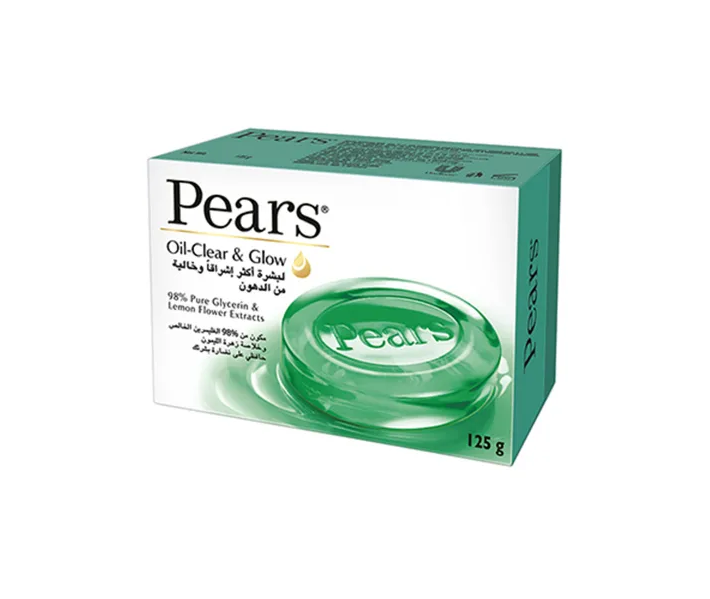 Pears®
Pears®
Oil-Clear & Glow
لبشرة أكثر إشراقاً وخالية
من الدهون
98% Pure Glycerin &
Lemon Flower Extracts
مكون من 98% الغليسرين الخالص
وخلاصة زهرة الليمون
حافظي على نضارة بشرتك
Pears
125 g
Pears